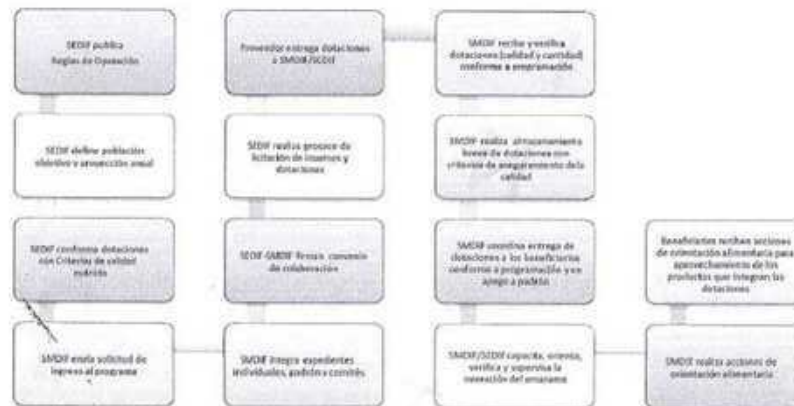 SEDIF publica
Reglas de Operación
SEDIF define población
objetivo y proyección anual
SEDIF conforma dotaciones
con Criterios de calidad
nutricia
SMDIF envía solicitud de
ingreso al programa
SMDIF integra expedientes
individuales, padrón y comités
SEDIF-SMDIF firman convenio
de colaboración
SEDIF realiza proceso de
licitación de insumos y
dotaciones
Proveedor entrega dotaciones
a SMDIF/SEDIF
SMDIF recibe y verifica
dotaciones (calidad y cantidad)
conforme a programación
SMDIF realiza almacenamiento
breve de dotaciones con
criterios de aseguramiento de la
calidad
SMDIF coordina entrega de
dotaciones a los beneficiarios
conforme a programación y en
apego a padrón
SMDIF/SEDIF capacita, orienta,
verifica y supervisa la
operación del programa
SMDIF realiza acciones de
orientación alimentaria
Beneficiarios reciben acciones
de orientación alimentaria para
aprovechamiento de los
productos que integran las
dotaciones